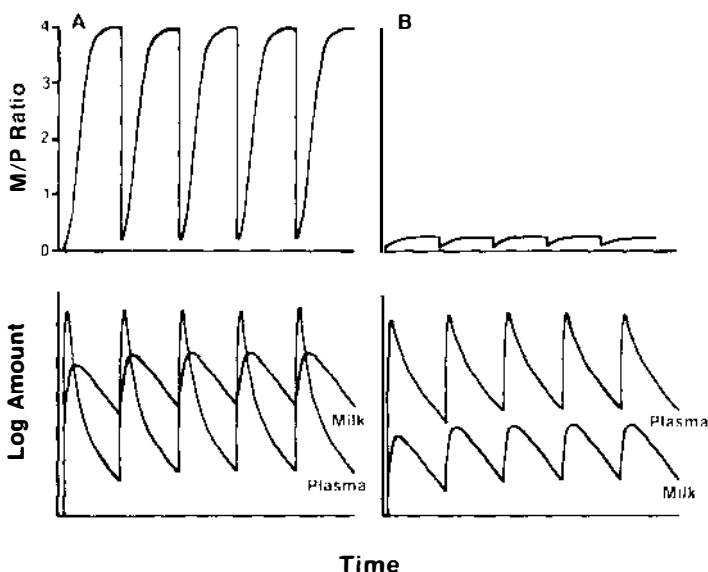 A
B
M/P Ratio
4
3
2
1
0
Log Amount
Milk
Plasma
Plasma
Milk
Time